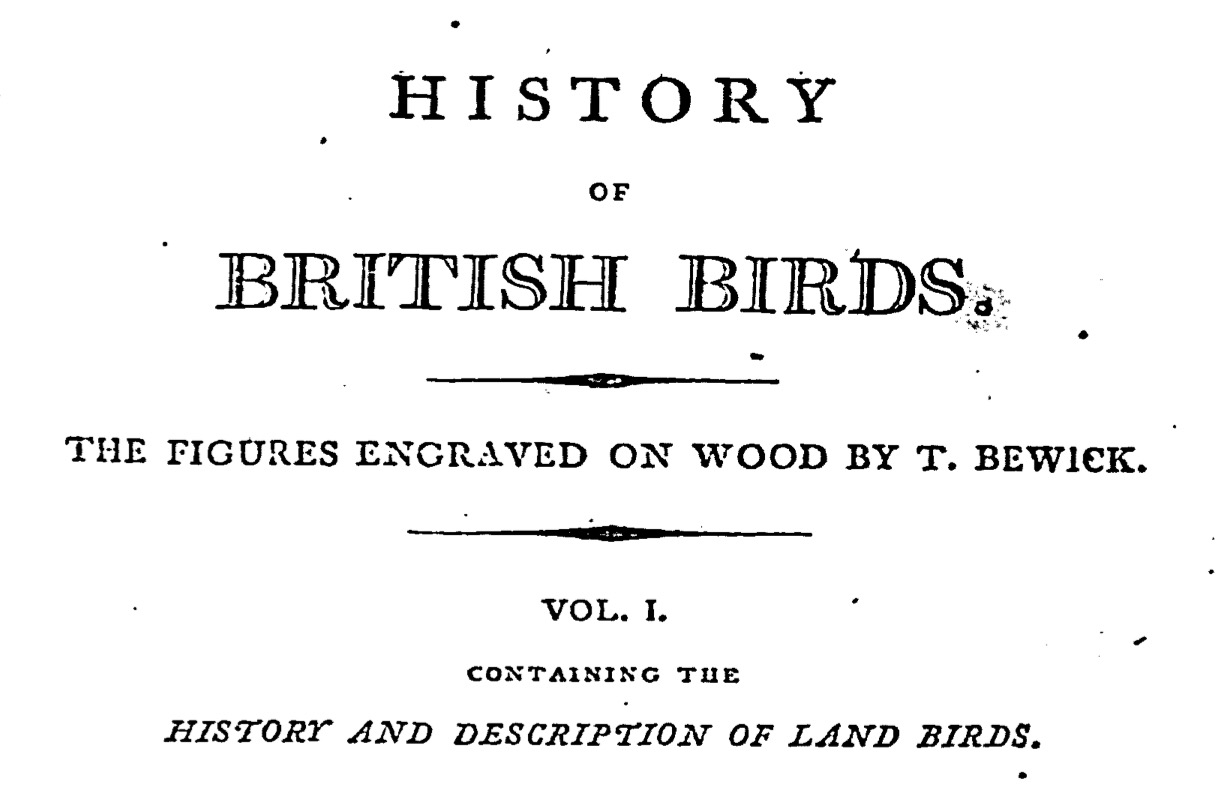 HISTORY
OF
BRITISH BIRDS.
THE FIGURES ENGRAVED ON WOOD BY T. BEWICK.
VOL. I.
CONTAINING THE
HISTORY AND DESCRIPTION OF LAND BIRDS.